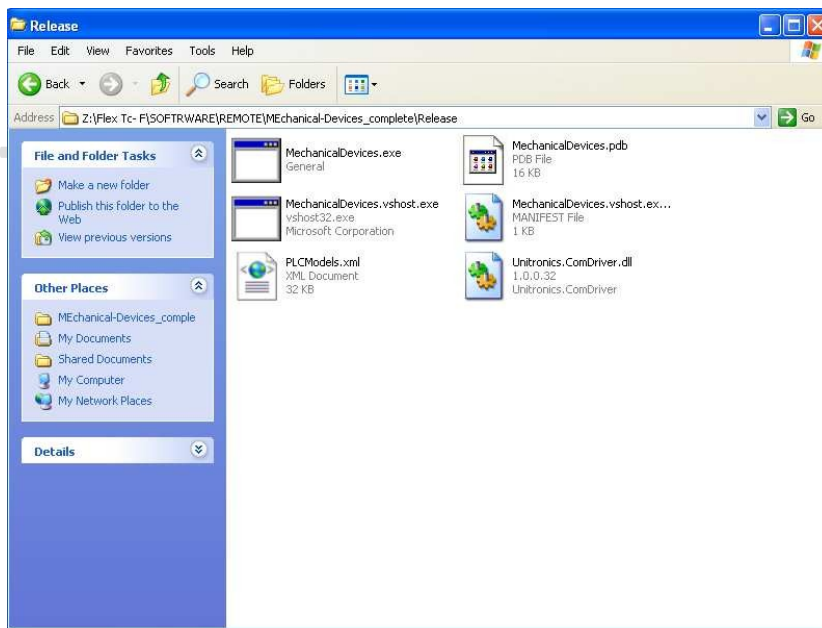 Release
File Edit View Favorites Tools Help
Back Search Folders
Address Z:\Flex Tc- F\SOFTRWARE\REMOTE\MEchanical-Devices_complete\Release Go
File and Folder Tasks
Make a new folder
Publish this folder to the
Web
View previous versions
Other Places
MEchanical-Devices_comple
My Documents
Shared Documents
My Computer
My Network Places
Details
MechanicalDevices.exe
General
MechanicalDevices.pdb
PDB File
16 KB
MechanicalDevices.vshost.exe
vshost32.exe
Microsoft Corporation
MechanicalDevices.vshost.ex...
MANIFEST File
1 KB
PLCModels.xml
XML Document
32 KB
Unitronics.ComDriver.dll
1.0.0.32
Unitronics.ComDriver